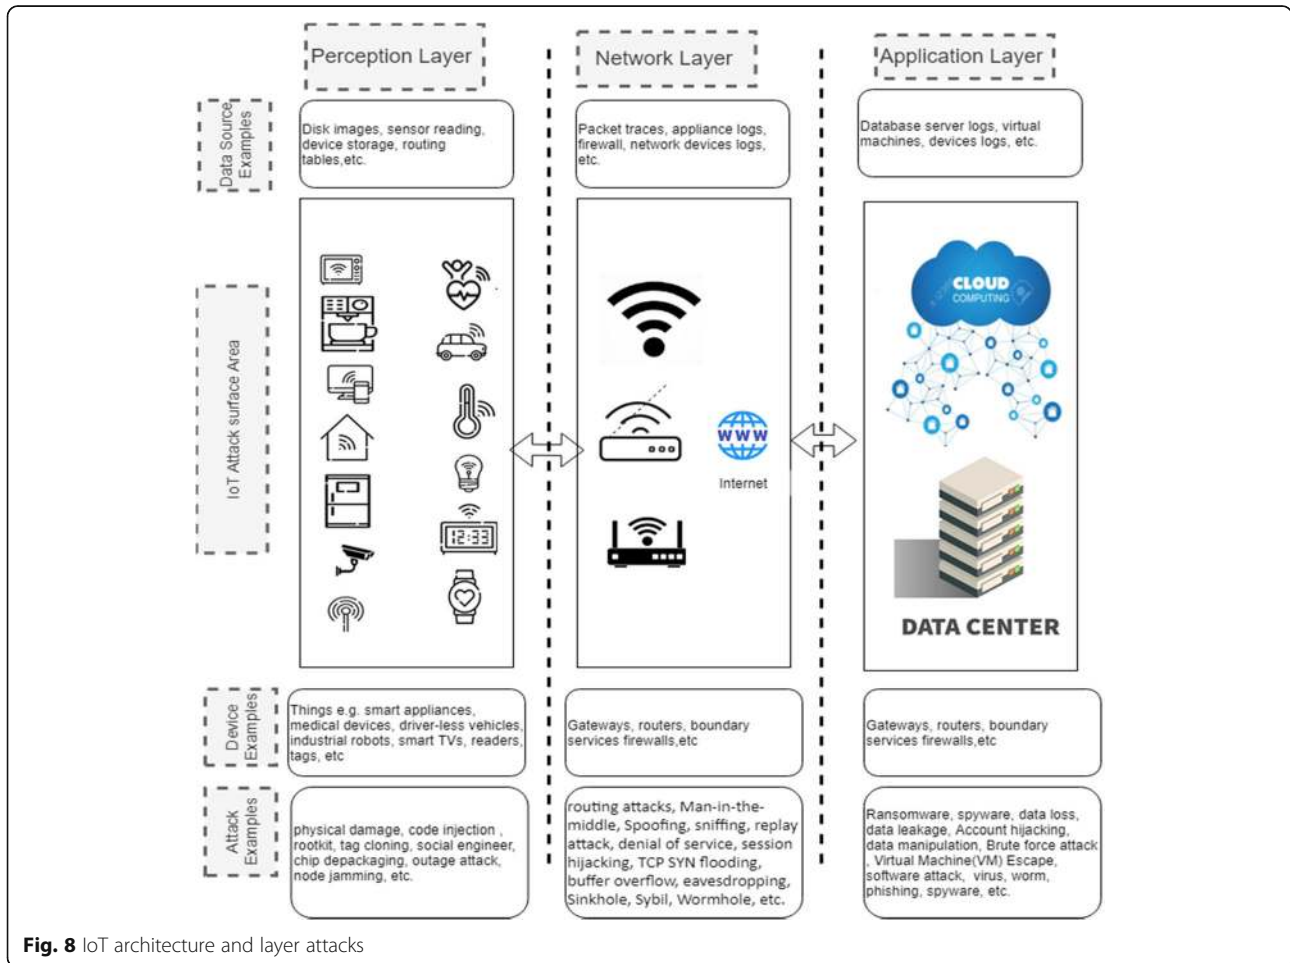 Perception Layer
Network Layer
Application Layer
Data Source
Examples
Disk images, sensor reading,
device storage, routing
tables,etc.
Packet traces, appliance logs,
firewall, network devices logs,
etc.
Database server logs, virtual
machines, devices logs, etc.
IoT Attack surface Area
12:33
WWW
Internet
CLOUD
COMPUTING
DATA CENTER
Device
Examples
Things e.g. smart appliances,
medical devices, driver-less vehicles,
industrial robots, smart TVs, readers,
tags, etc
Gateways, routers, boundary
services firewalls,etc
Gateways, routers, boundary
services firewalls,etc
Attack
Examples
physical damage, code injection ,
rootkit, tag cloning, social engineer,
chip depackaging, outage attack,
node jamming, etc.
routing attacks, Man-in-the-
middle, Spoofing, sniffing, replay
attack, denial of service, session
hijacking, TCP SYN flooding,
buffer overflow, eavesdropping,
Sinkhole, Sybil, Wormhole, etc.
Ransomware, spyware, data loss,
data leakage, Account hijacking,
data manipulation, Brute force attack
, Virtual Machine(VM) Escape,
software attack, virus, worm,
phishing, spyware, etc.
Fig. 8 IoT architecture and layer attacks